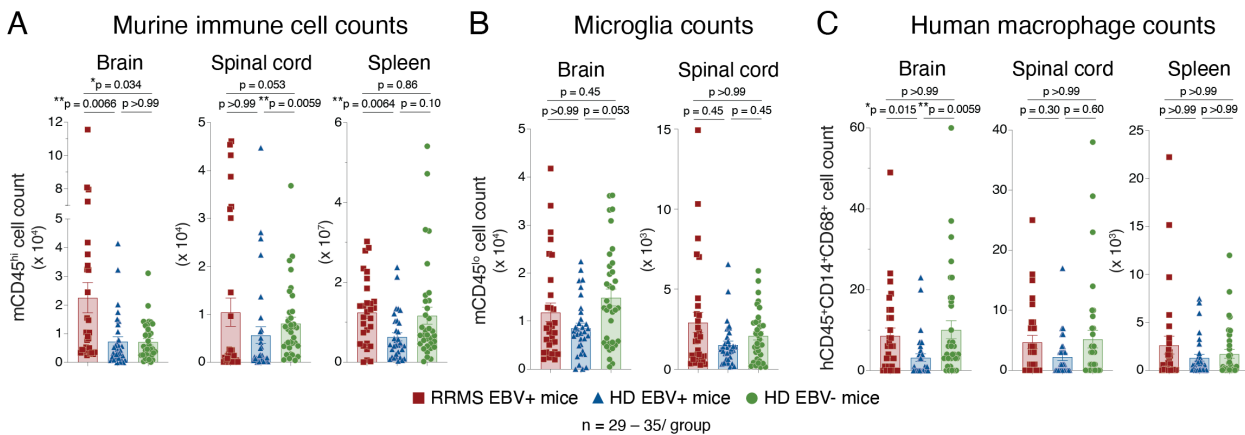 A Murine immune cell counts
Brain
*p = 0.034
**p = 0.0066 p >0.99
mCD45hi cell count
(x 10⁴)
12
10
8
6
5
4
3
2
1
0
Spinal cord
p = 0.053
p >0.99 **p = 0.0059
(x 10⁴)
6
5
4
3
2
1
0
Spleen
p = 0.86
**p = 0.0064 p = 0.10
(x 10⁷)
6
4
2
0
B Microglia counts
Brain
p = 0.45
p >0.99 p = 0.053
mCD45lo cell count
(x 10⁴)
5
4
3
2
1
0
Spinal cord
p >0.99
p = 0.45 p = 0.45
(x 10³)
15
10
5
0
C Human macrophage counts
Brain
p >0.99
*p = 0.015 **p = 0.0059
hCD45⁺CD14⁺CD68⁺ cell count
60
40
20
0
Spinal cord
p >0.99
p = 0.30 p = 0.60
40
30
20
10
0
Spleen
p >0.99
p >0.99 p >0.99
(x 10³)
25
20
15
10
5
0
RRMS EBV+ mice HD EBV+ mice HD EBV- mice
n = 29 – 35/ group